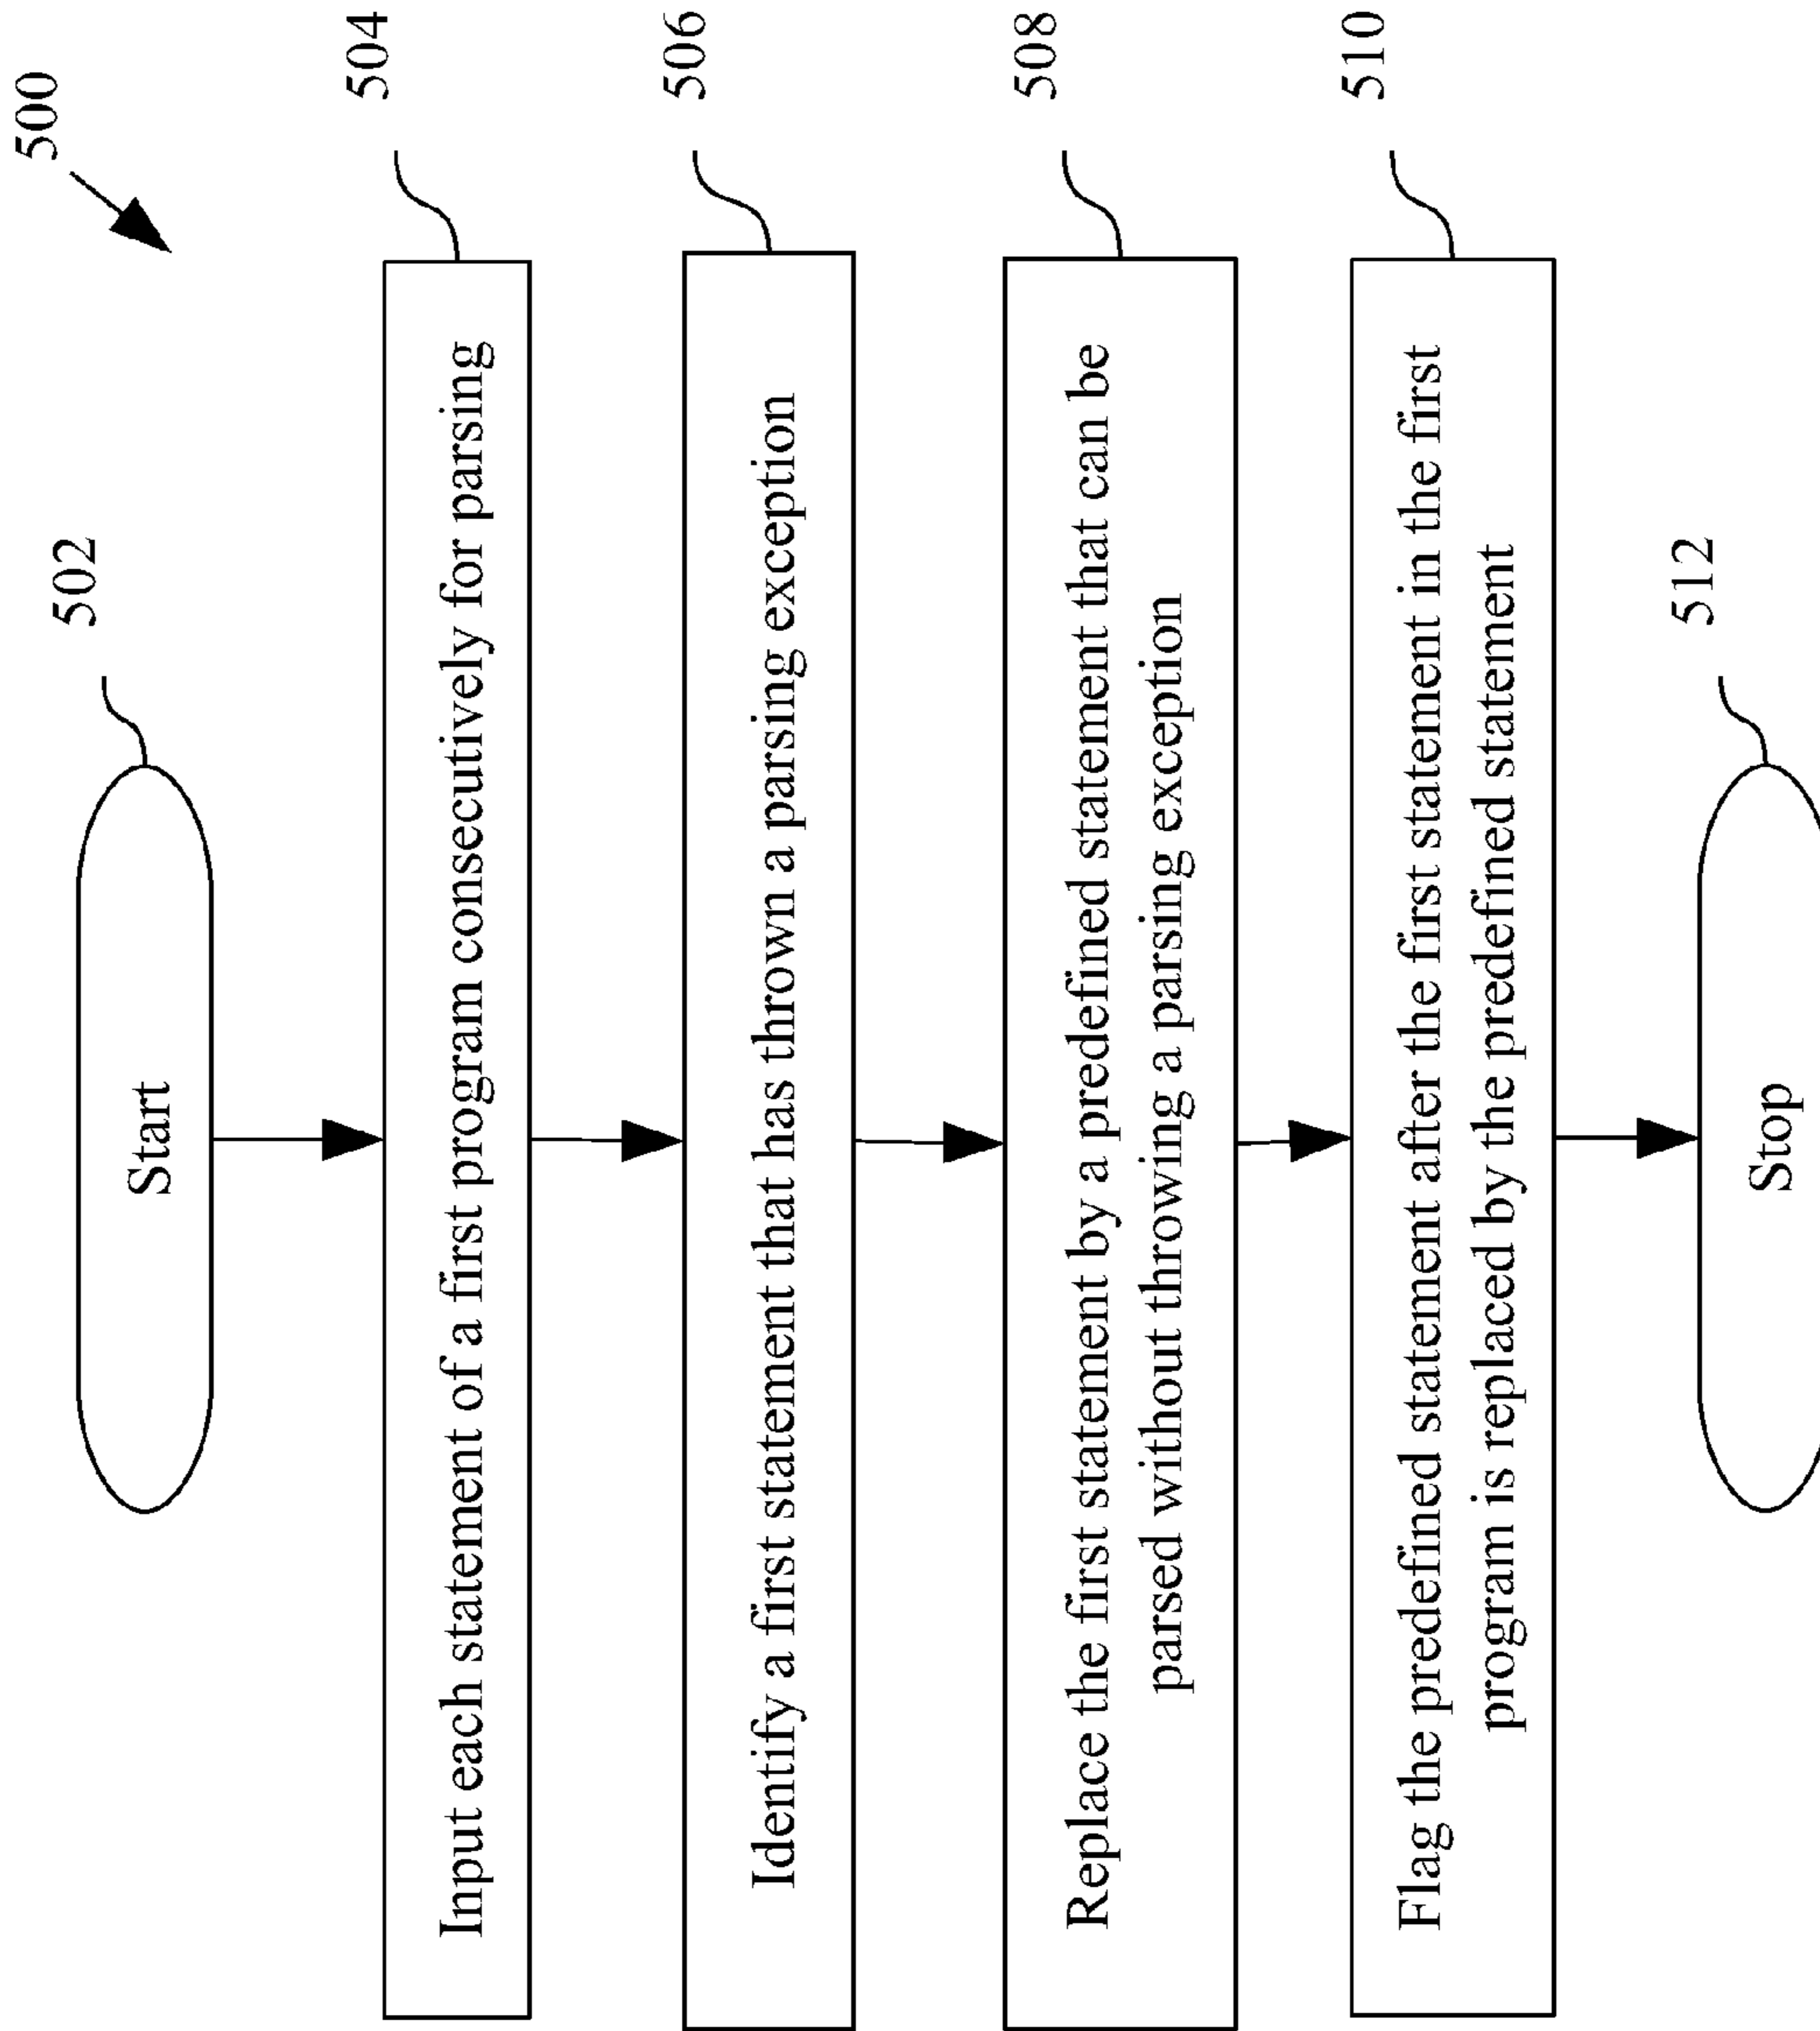 500
502
Start
504
Input each statement of a first program consecutively for parsing
506
Identify a first statement that has thrown a parsing exception
508
Replace the first statement by a predefined statement that can be
parsed without throwing a parsing exception
510
Flag the predefined statement after the first statement in the first
program is replaced by the predefined statement
512
Stop